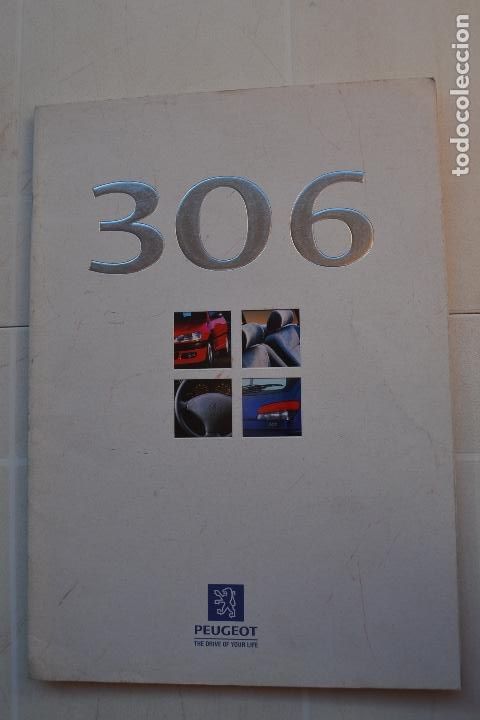 306
PEUGEOT
THE DRIVE OF YOUR LIFE
todocoleccion